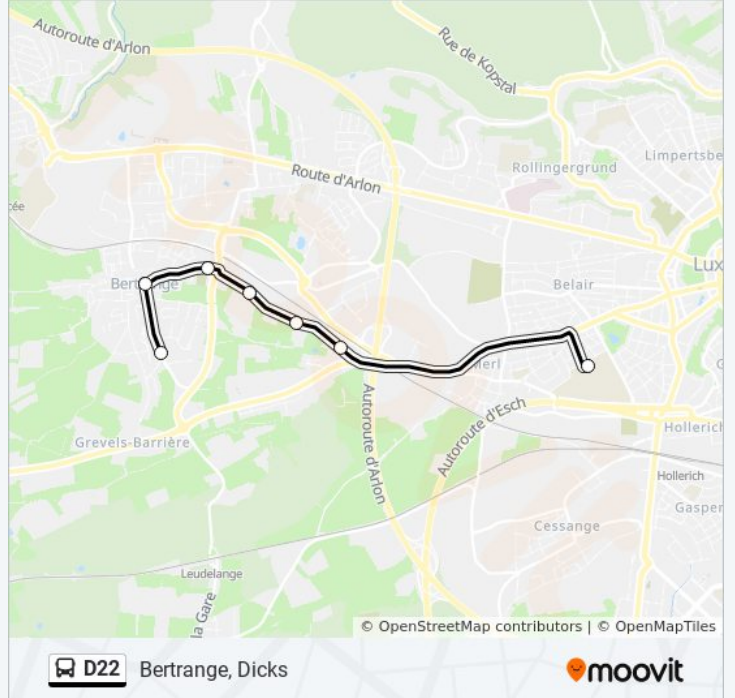 Autoroute d'Arlon
Rue de Kopstal
Limpertsbe
Rollingergrund
Route d'Arlon
cée
Lux
Bertrange
Belair
Merl
Autoroute d'Arlon
Autoroute d'Esch
Grevels-Barrière
Hollerich
Hollerich
Gasper
Cessange
Leudelange
la Gare
© OpenStreetMap contributors | © OpenMapTiles
D22 Bertrange, Dicks
moovit